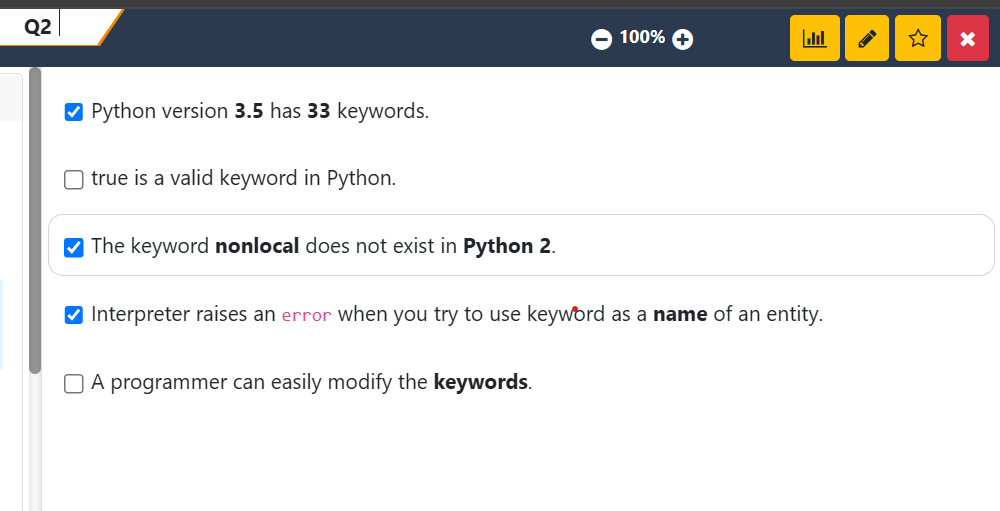 Q2
100%
Python version 3.5 has 33 keywords.
true is a valid keyword in Python.
The keyword nonlocal does not exist in Python 2.
Interpreter raises an error when you try to use keyword as a name of an entity.
A programmer can easily modify the keywords.